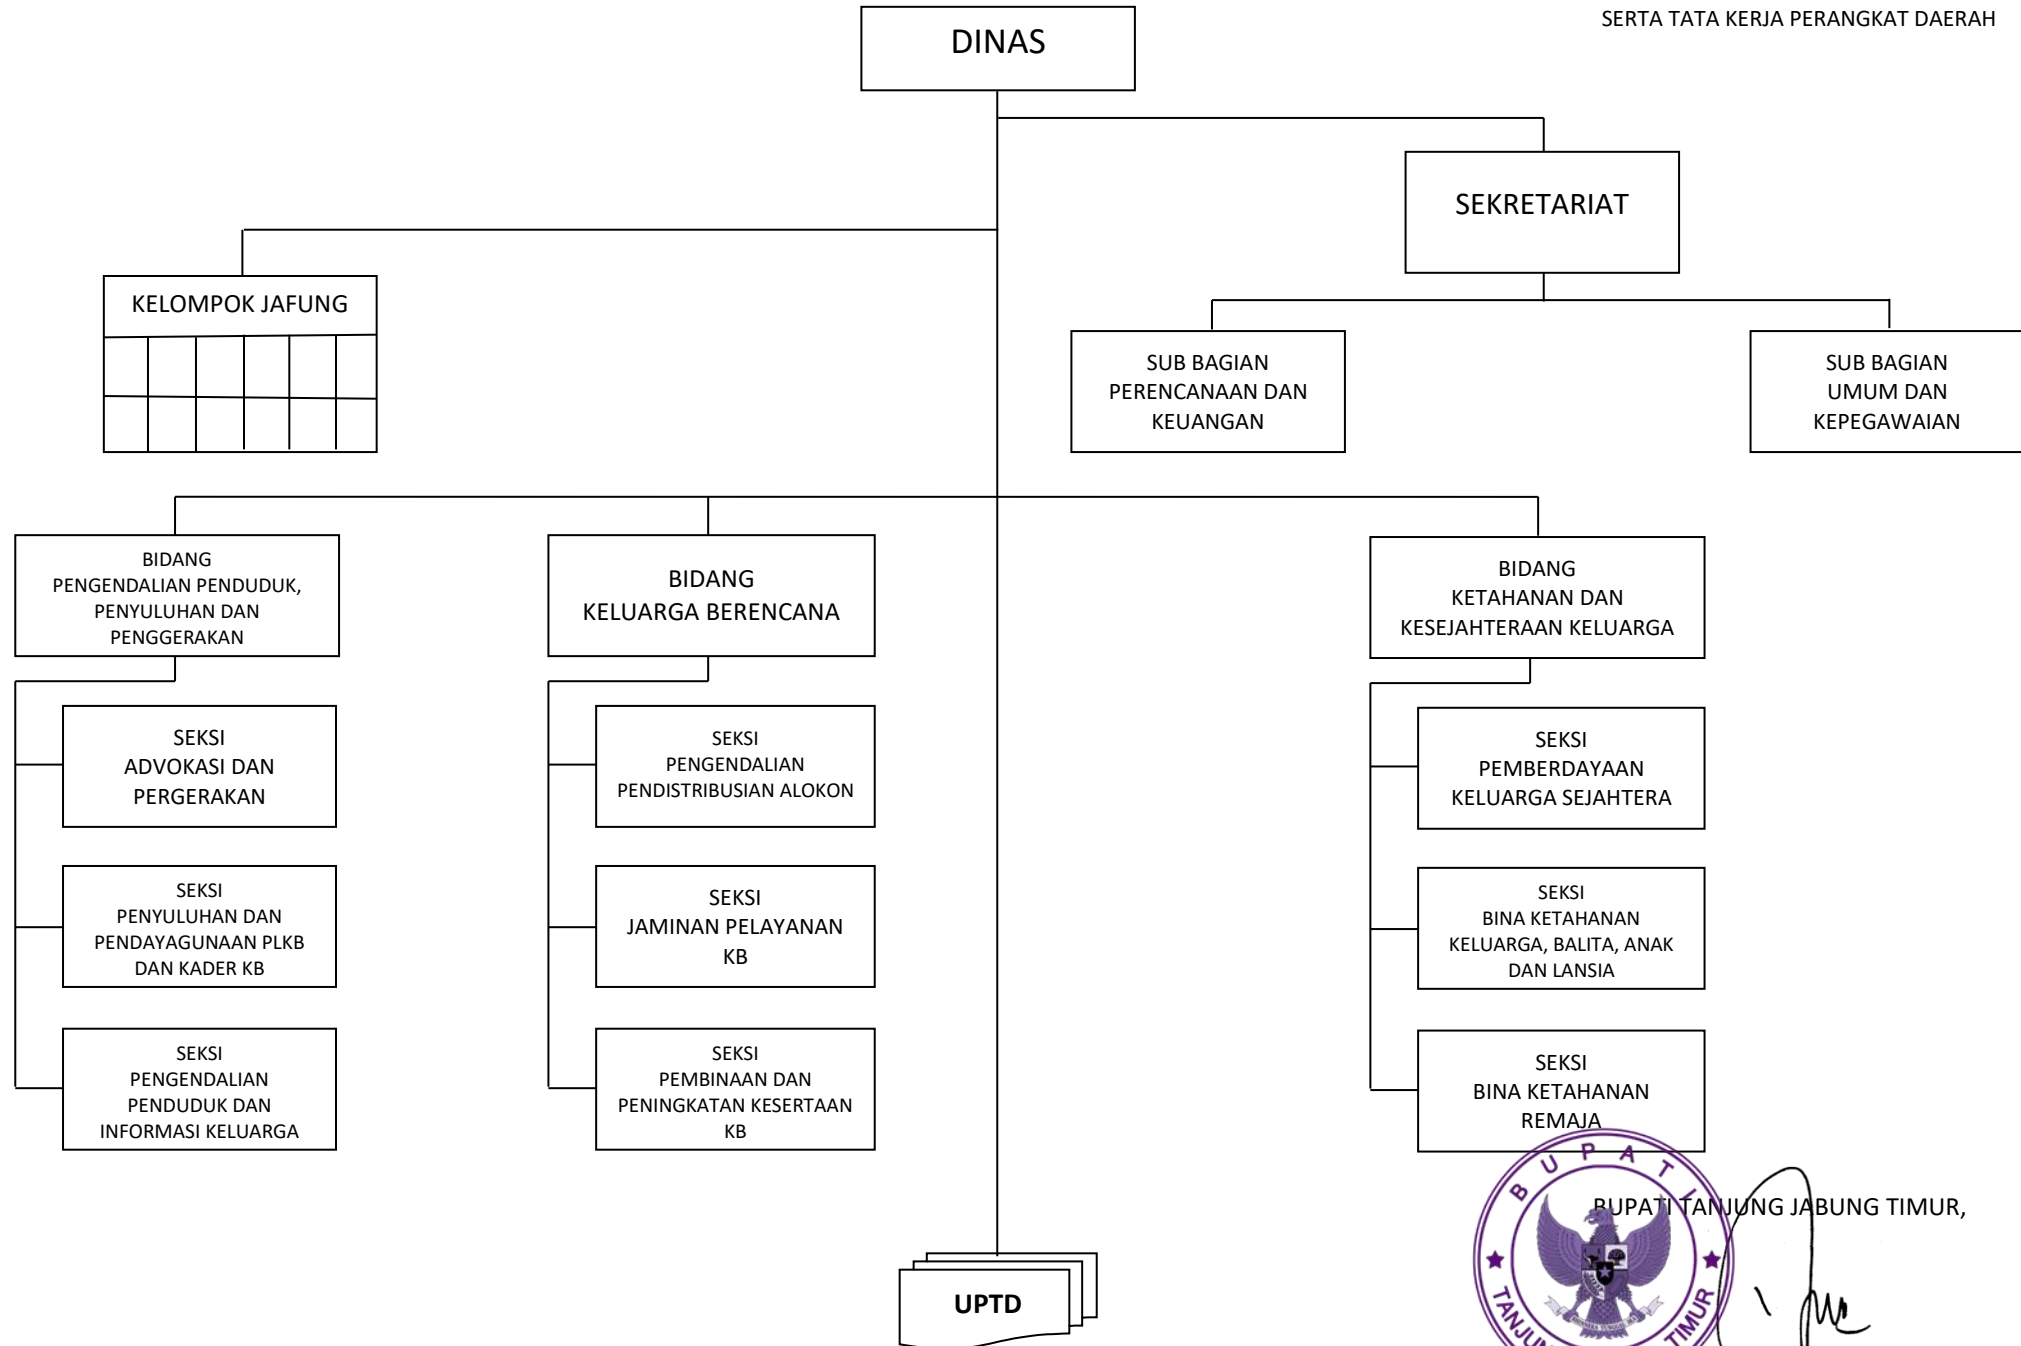 SERTA TATA KERJA PERANGKAT DAERAH
DINAS
SEKRETARIAT
KELOMPOK JAFUNG
SUB BAGIAN
PERENCANAAN DAN
KEUANGAN
SUB BAGIAN
UMUM DAN
KEPEGAWAIAN
BIDANG
PENGENDALIAN PENDUDUK,
PENYULUHAN DAN
PENGGERAKAN
BIDANG
KELUARGA BERENCANA
BIDANG
KETAHANAN DAN
KESEJAHTERAAN KELUARGA
SEKSI
ADVOKASI DAN
PERGERAKAN
SEKSI
PENGENDALIAN
PENDISTRIBUSIAN ALOKON
SEKSI
PEMBERDAYAAN
KELUARGA SEJAHTERA
SEKSI
PENYULUHAN DAN
PENDAYAGUNAAN PLKB
DAN KADER KB
SEKSI
JAMINAN PELAYANAN
KB
SEKSI
BINA KETAHANAN
KELUARGA, BALITA, ANAK
DAN LANSIA
SEKSI
PENGENDALIAN
PENDUDUK DAN
INFORMASI KELUARGA
SEKSI
PEMBINAAN DAN
PENINGKATAN KESERTAAN
KB
SEKSI
BINA KETAHANAN
REMAJA
BUPATI TANJUNG JABUNG TIMUR,
BUPATI
TIMUR
UPTD